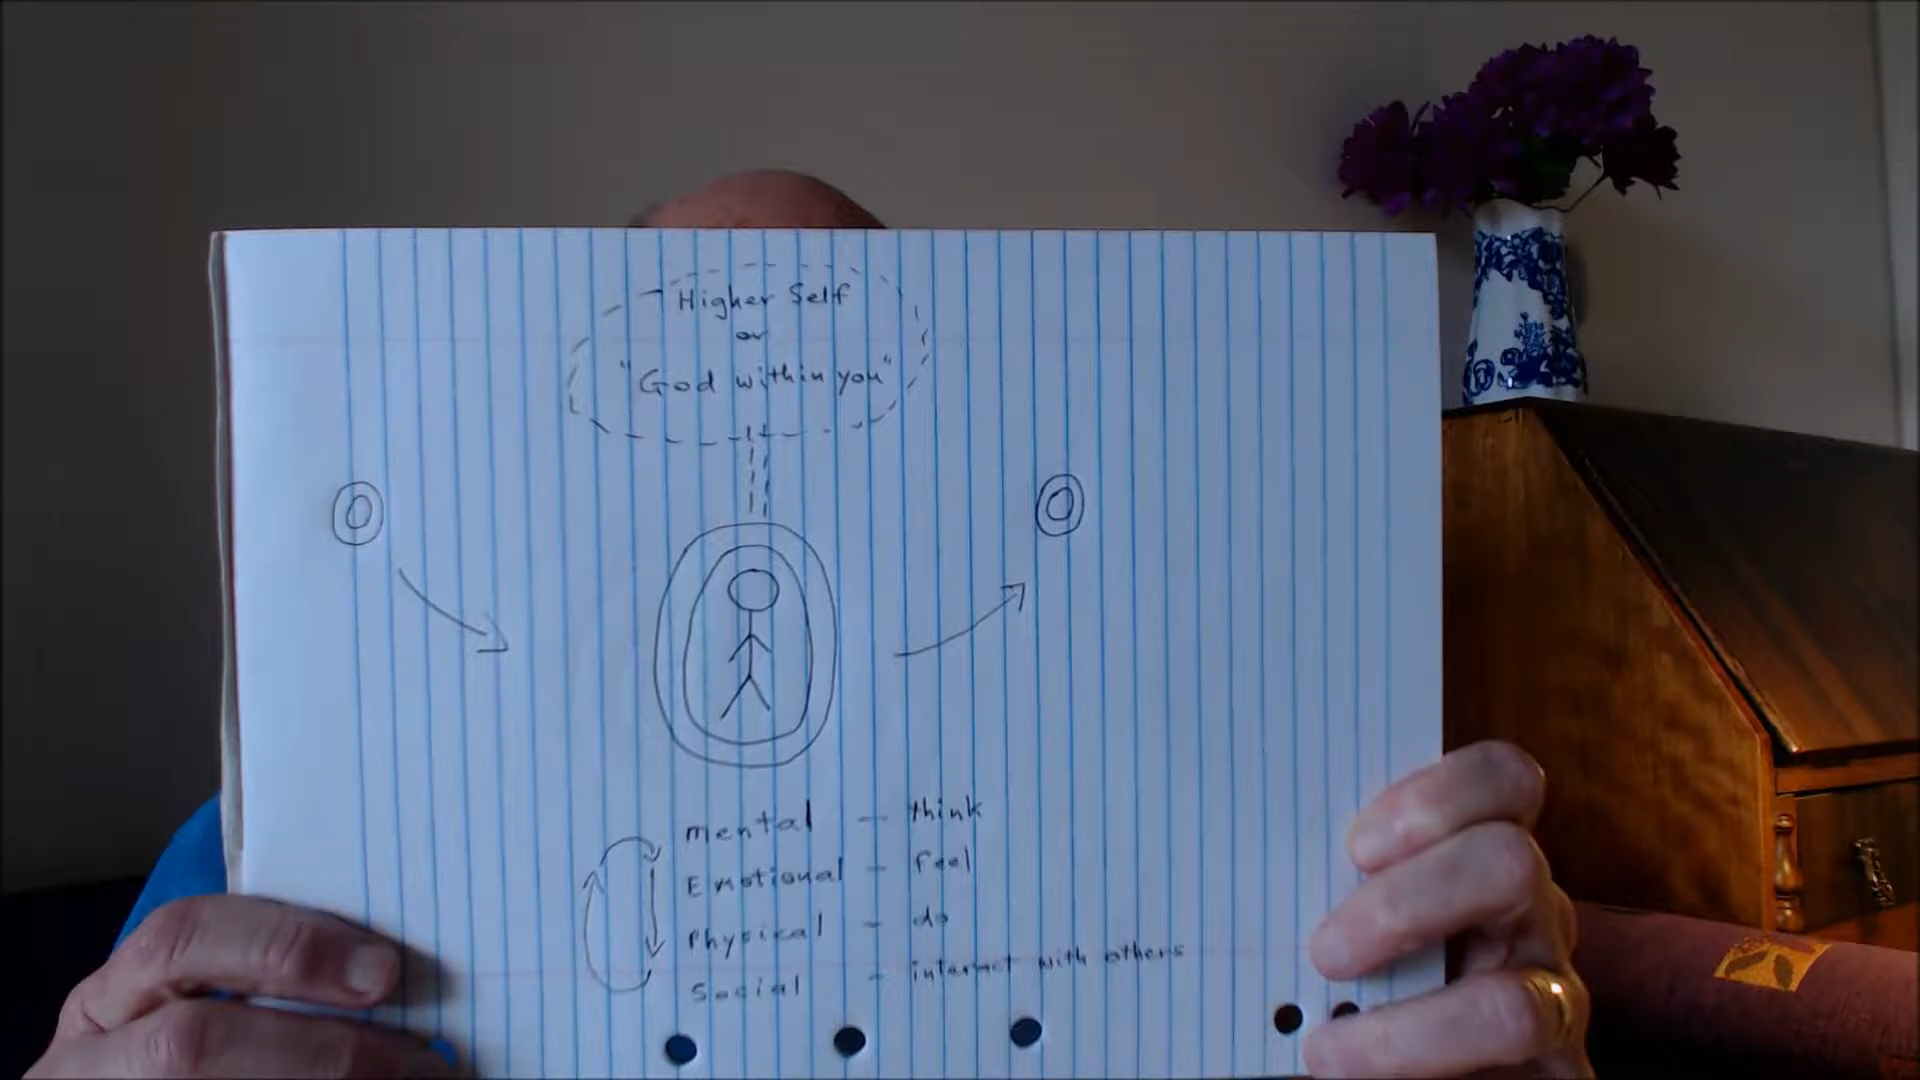 Higher Self
or
"God within you"
mental - think
Emotional - feel
Physical - do
Social - interact with others